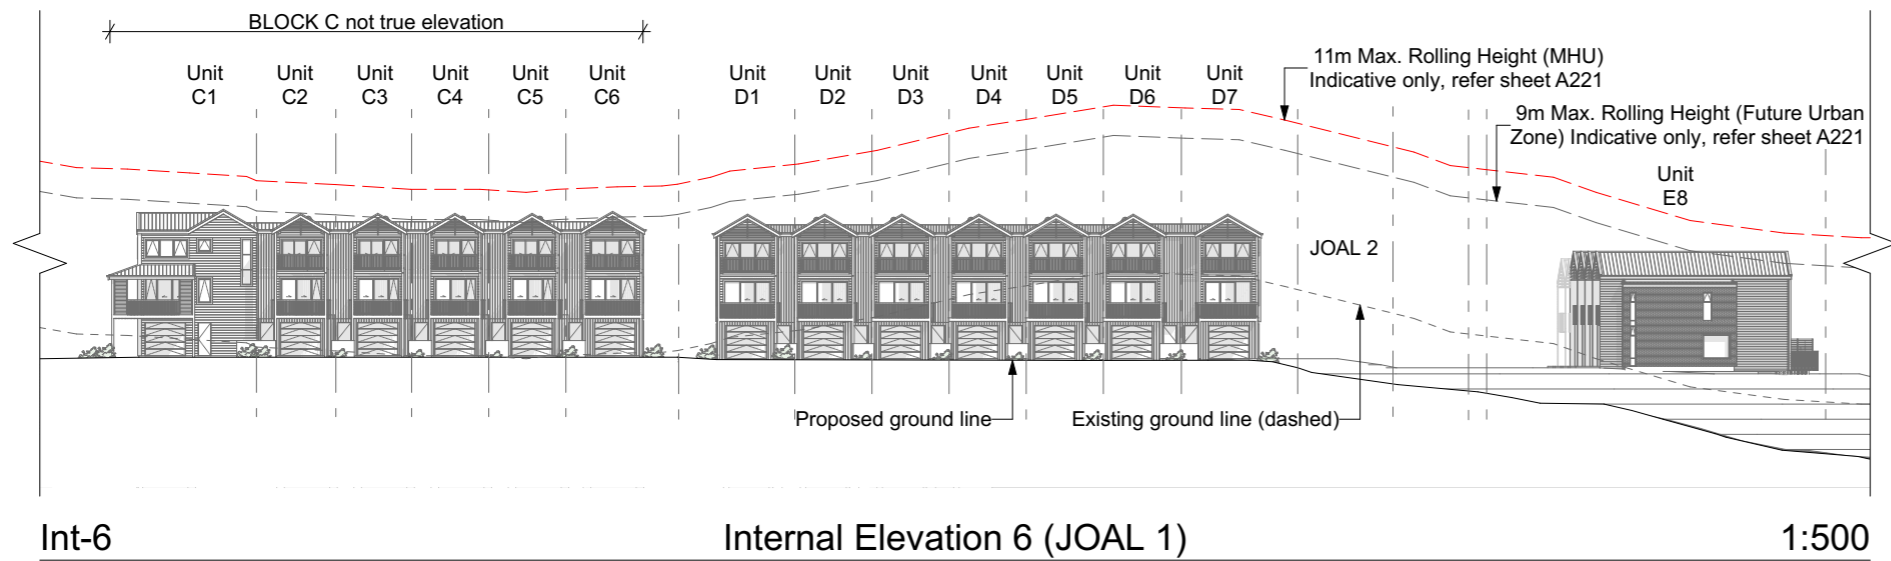 BLOCK C not true elevation
Unit
C1
Unit
C2
Unit
C3
Unit
C4
Unit
C5
Unit
C6
Unit
D1
Unit
D2
Unit
D3
Unit
D4
Unit
D5
Unit
D6
Unit
D7
11m Max. Rolling Height (MHU)
Indicative only, refer sheet A221
9m Max. Rolling Height (Future Urban
Zone) Indicative only, refer sheet A221
Unit
E8
JOAL 2
Proposed ground line
Existing ground line (dashed)
Int-6
Internal Elevation 6 (JOAL 1)
1:500